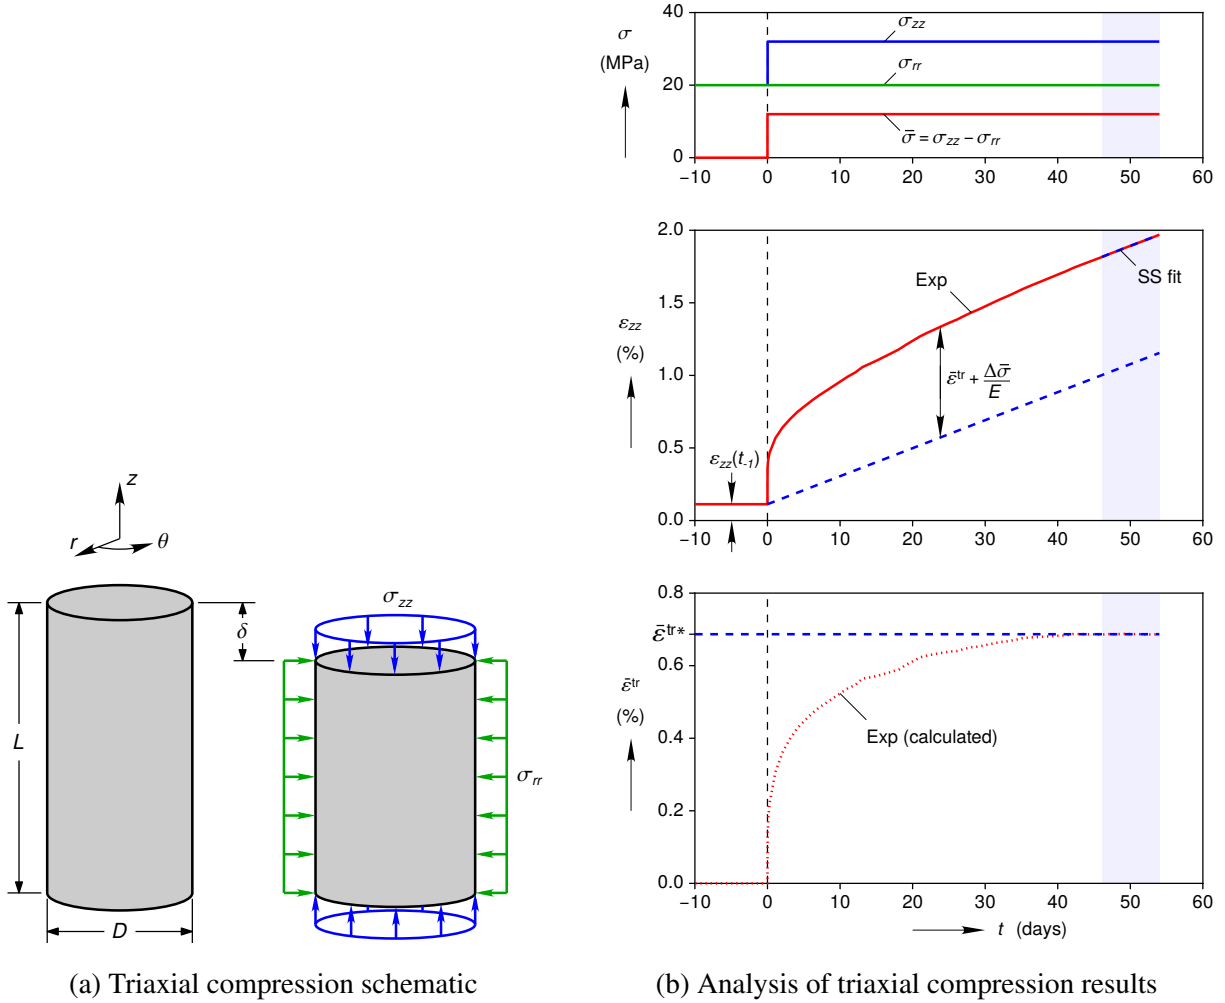 z
r
θ
δ
L
D
σzz
σrr
(a) Triaxial compression schematic
40
20
0
σ
(MPa)
σzz
σrr
σ̄ = σzz – σrr
−10 0 10 20 30 40 50 60
2.0
1.5
1.0
0.5
0.0
εzz
(%)
Exp
SS fit
ε̄tr + Δσ̄/E
εzz(t-1)
−10 0 10 20 30 40 50 60
0.8
ε̄tr*
0.6
0.4
0.2
0.0
ε̄tr
(%)
Exp (calculated)
−10 0 10 20 30 40 50 60
t (days)
(b) Analysis of triaxial compression results